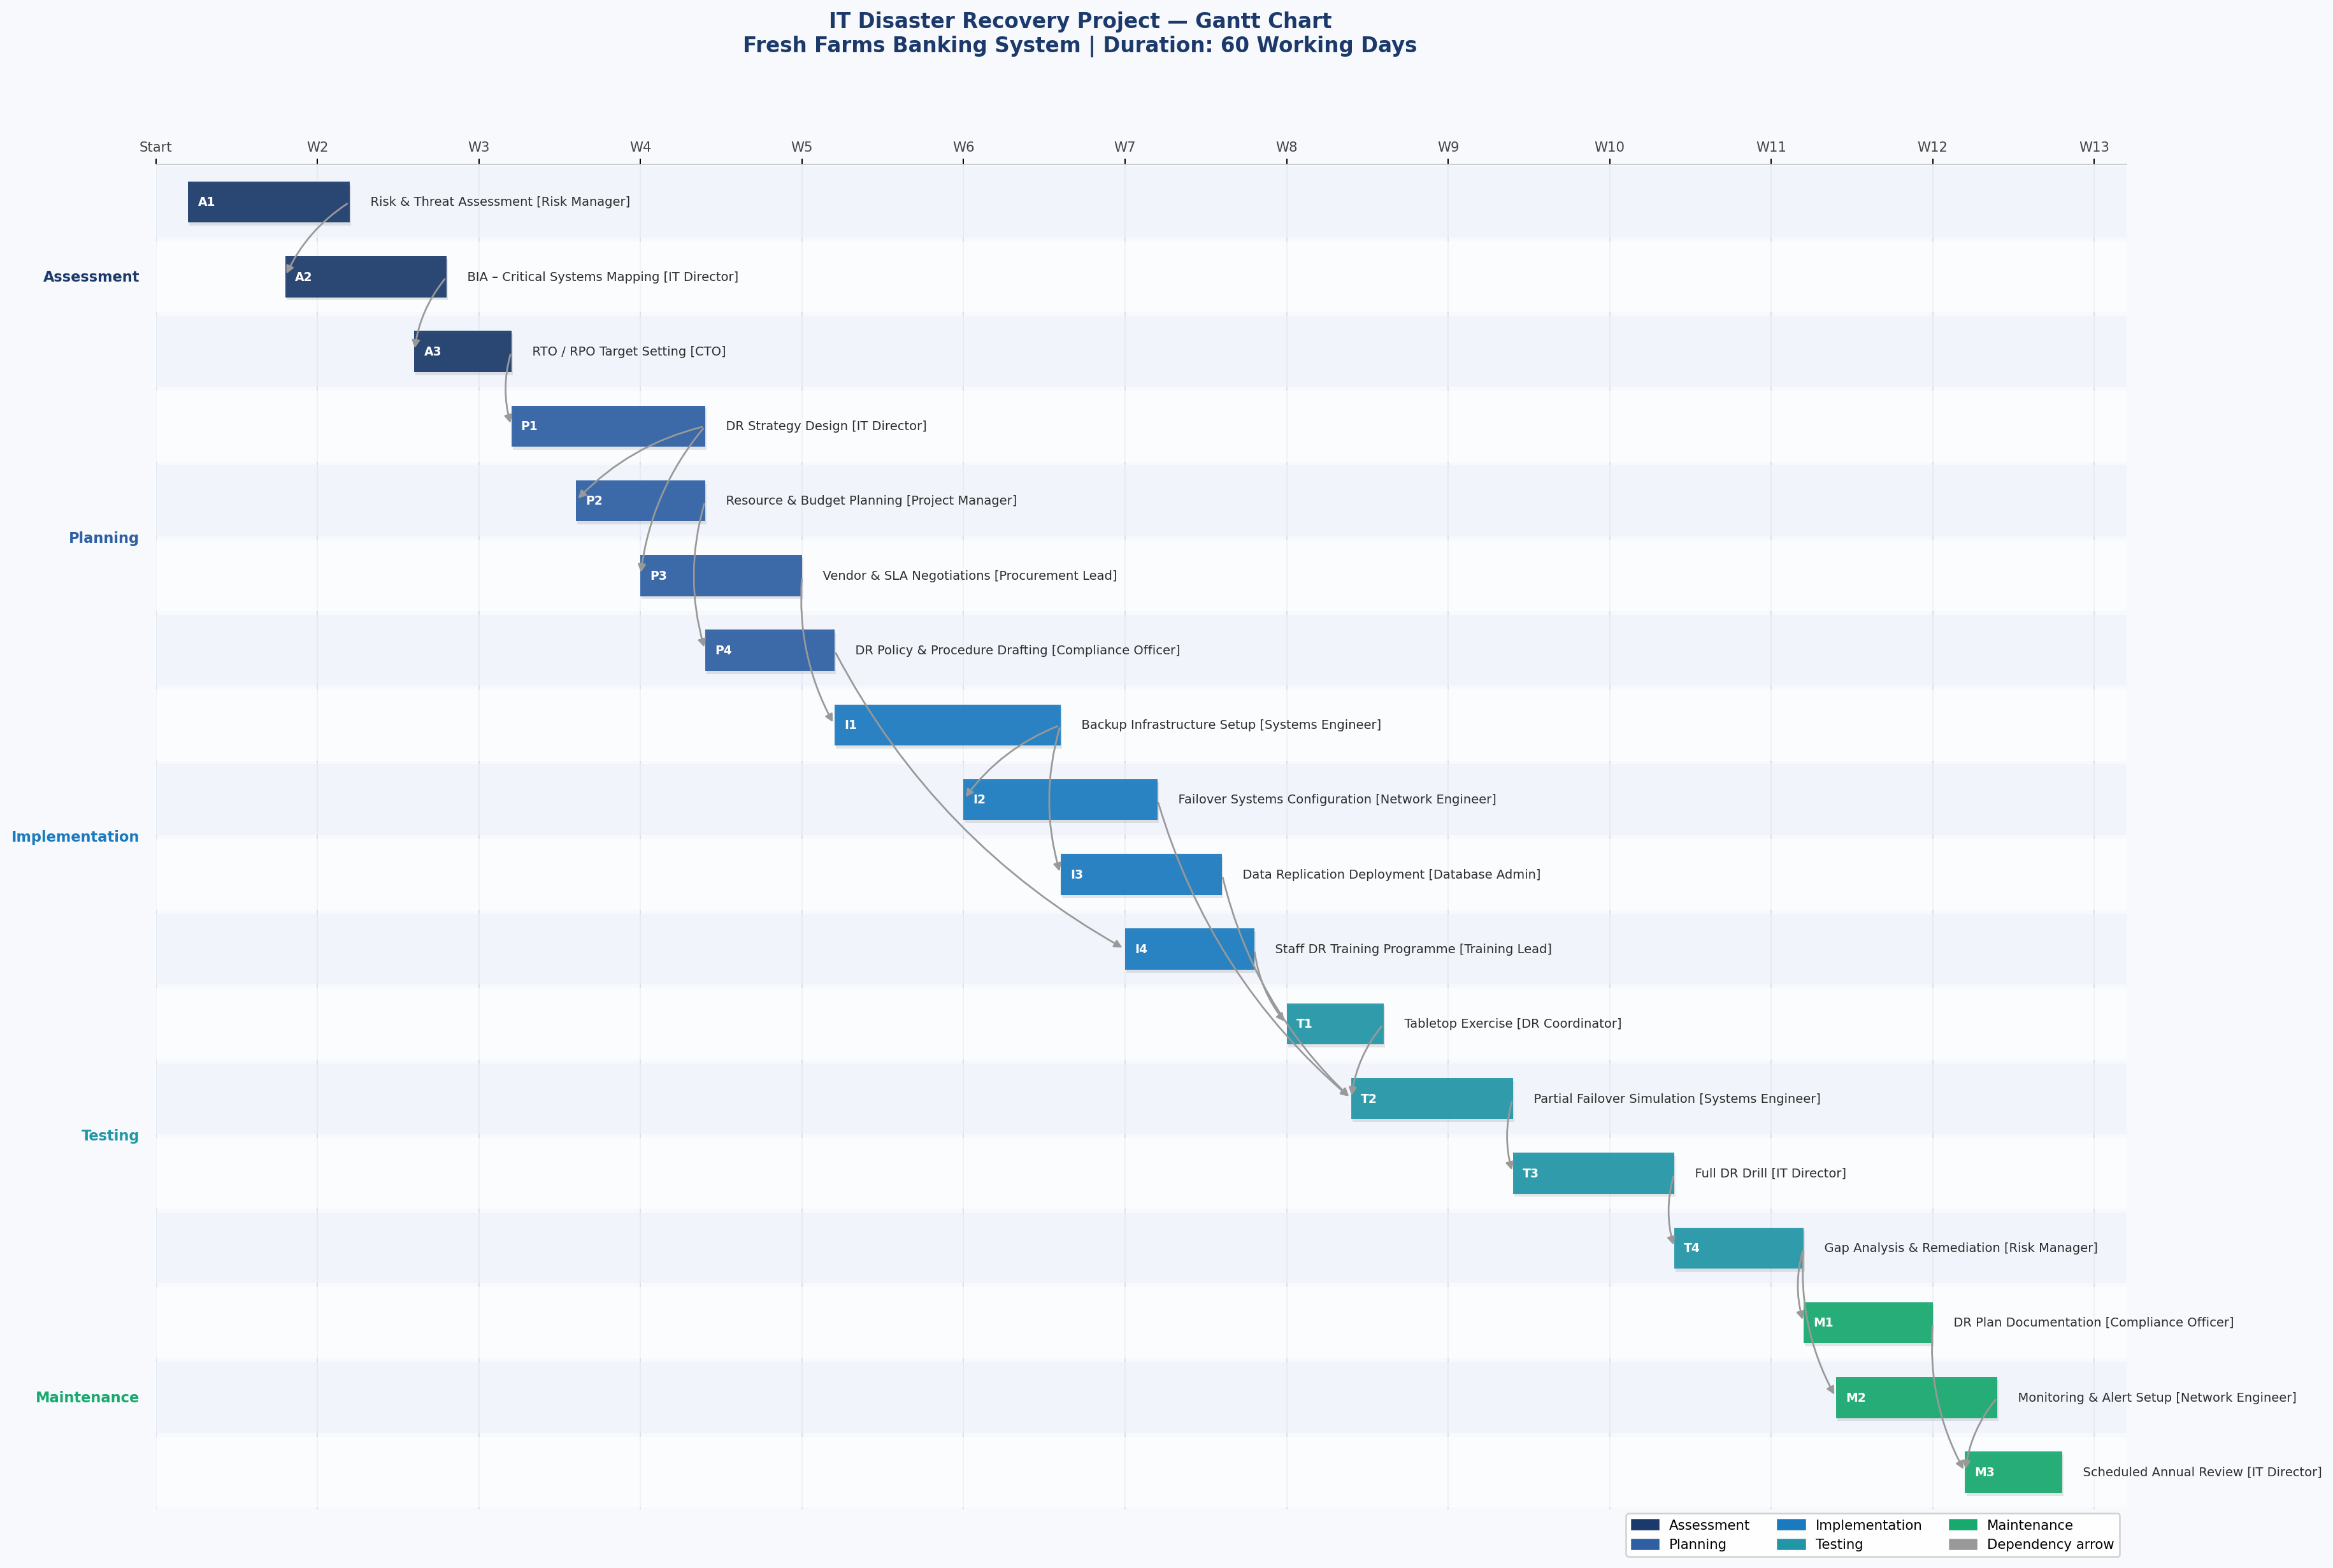 IT Disaster Recovery Project — Gantt Chart
Fresh Farms Banking System | Duration: 60 Working Days
Start W2 W3 W4 W5 W6 W7 W8 W9 W10 W11 W12 W13
A1 Risk & Threat Assessment [Risk Manager]
Assessment A2 BIA – Critical Systems Mapping [IT Director]
A3 RTO / RPO Target Setting [CTO]
P1 DR Strategy Design [IT Director]
P2 Resource & Budget Planning [Project Manager]
Planning
P3 Vendor & SLA Negotiations [Procurement Lead]
P4 DR Policy & Procedure Drafting [Compliance Officer]
I1 Backup Infrastructure Setup [Systems Engineer]
I2 Failover Systems Configuration [Network Engineer]
Implementation
I3 Data Replication Deployment [Database Admin]
I4 Staff DR Training Programme [Training Lead]
T1 Tabletop Exercise [DR Coordinator]
T2 Partial Failover Simulation [Systems Engineer]
Testing
T3 Full DR Drill [IT Director]
T4 Gap Analysis & Remediation [Risk Manager]
M1 DR Plan Documentation [Compliance Officer]
Maintenance M2 Monitoring & Alert Setup [Network Engineer]
M3 Scheduled Annual Review [IT Director]
Assessment Implementation Maintenance
Planning Testing Dependency arrow